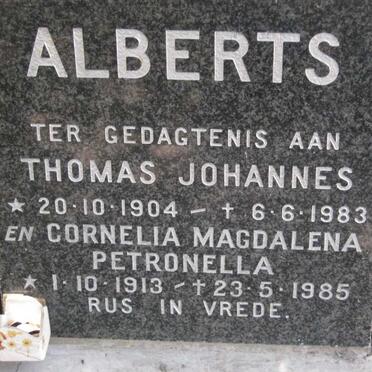 ALBERTS
TER GEDAGTENIS AAN
THOMAS JOHANNES
★ 20·10·1904 – † 6·6·1983
EN CORNELIA MAGDALENA
PETRONELLA
★ 1·10·1913 – † 23·5·1985
RUS IN VREDE.